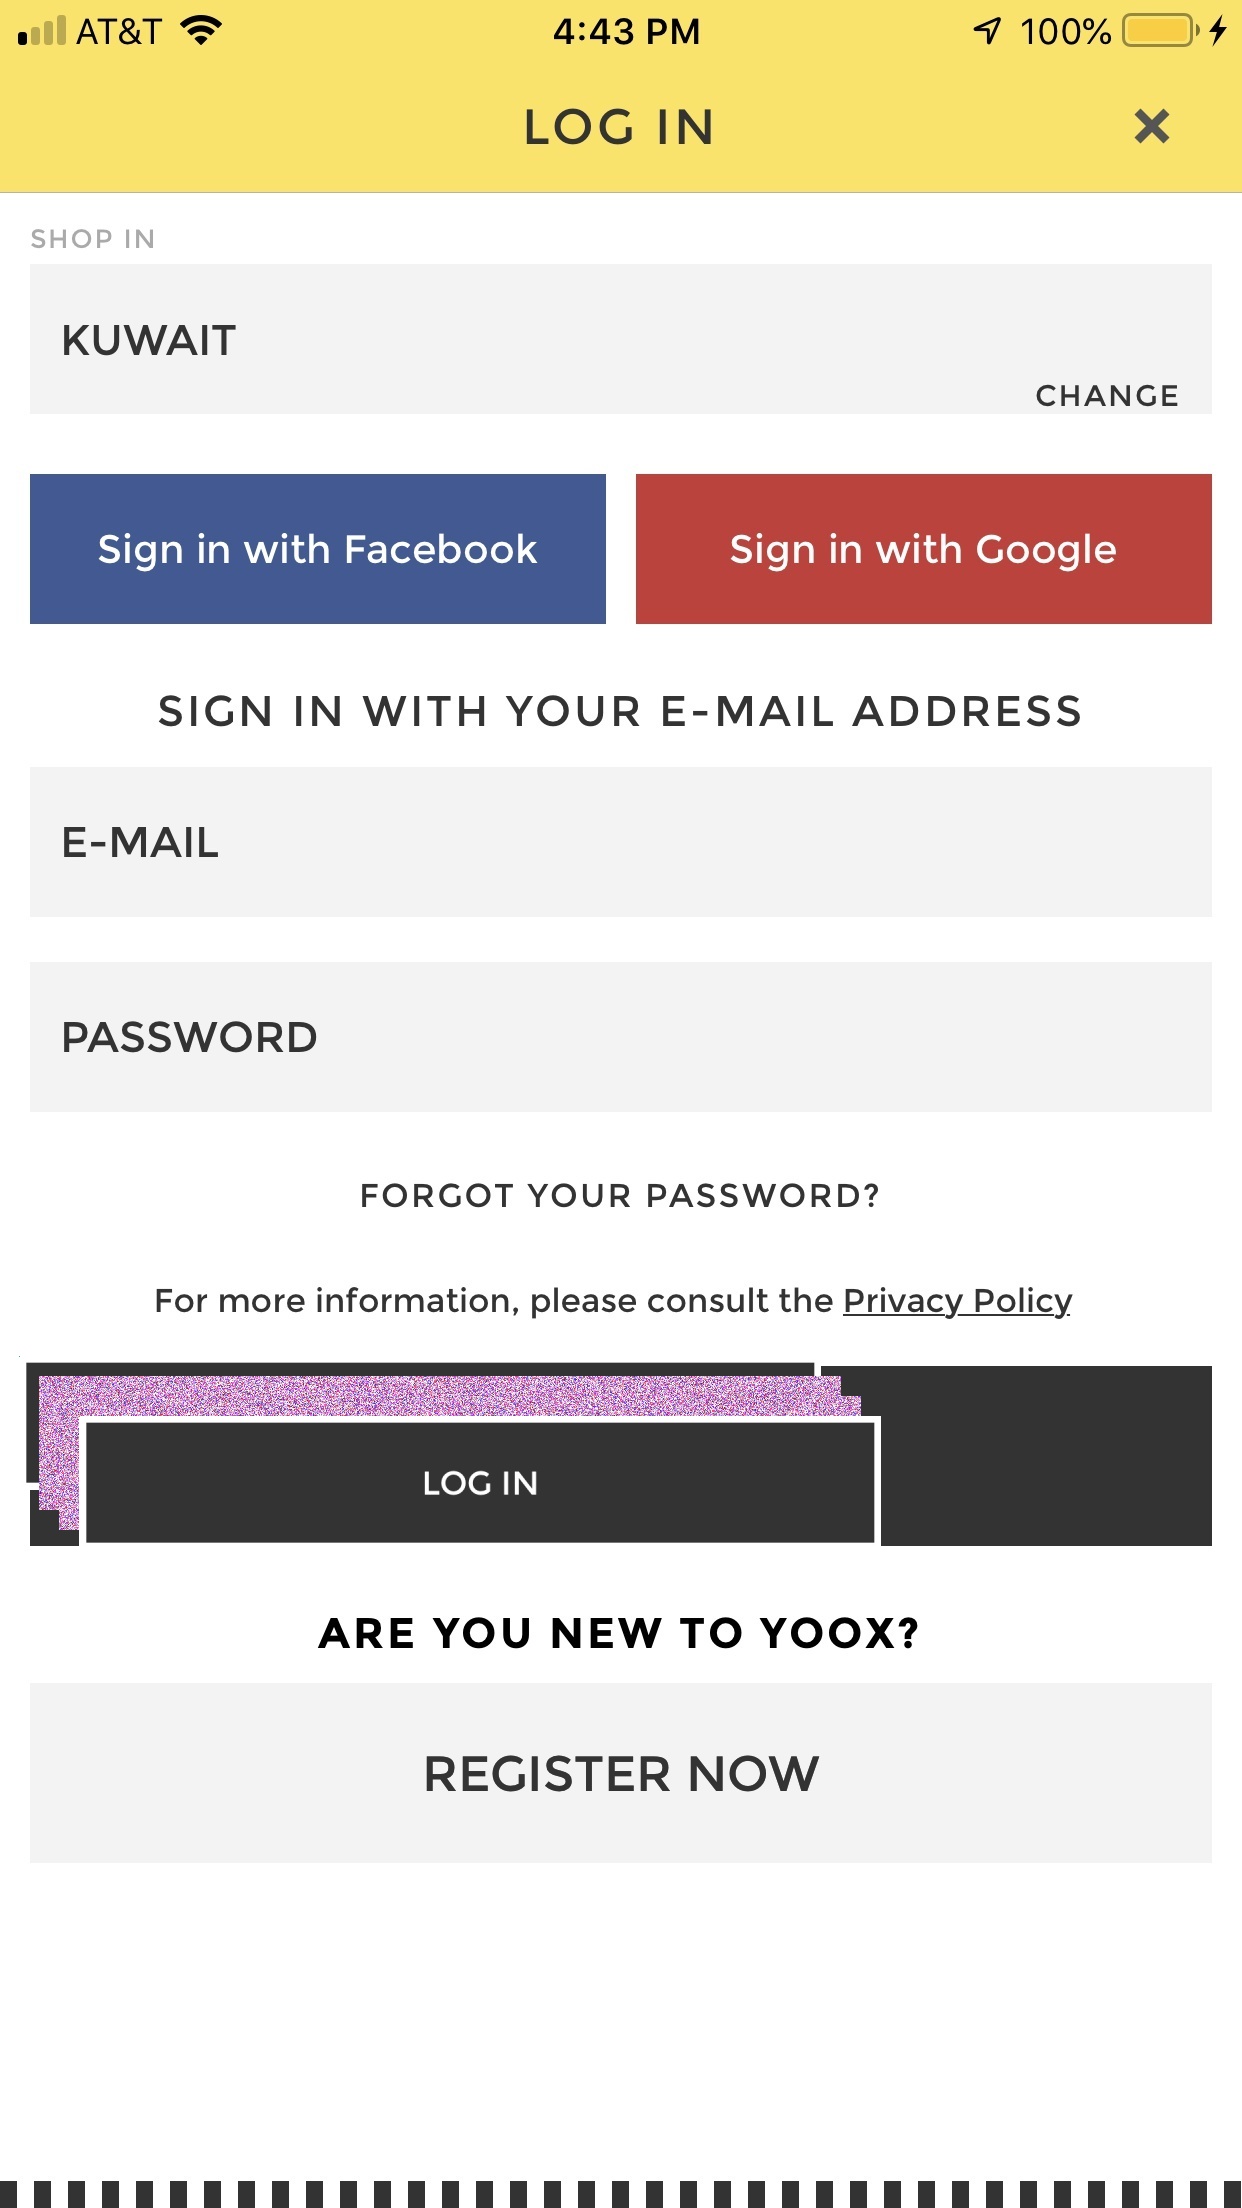 AT&T 4:43 PM 100%
LOG IN
SHOP IN
KUWAIT
CHANGE
Sign in with Facebook Sign in with Google
SIGN IN WITH YOUR E-MAIL ADDRESS
E-MAIL
PASSWORD
FORGOT YOUR PASSWORD?
For more information, please consult the Privacy Policy
LOG IN
ARE YOU NEW TO YOOX?
REGISTER NOW